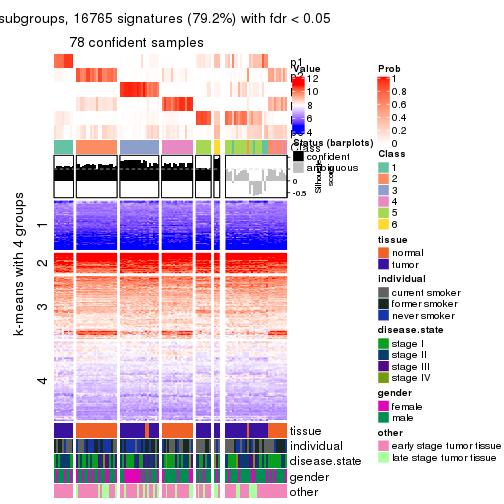 subgroups, 16765 signatures (79.2%) with fdr < 0.05
78 confident samples
p1
Value
12
10
8
6
4
Prob
1
0.8
0.6
0.4
0.2
0
Class
Status (barplots)
confident
ambiguous
0
-0.5
Silhouette
score
Class
1
2
3
4
5
6
k-means with 4 groups
1
2
3
4
tissue
normal
tumor
individual
current smoker
former smoker
never smoker
disease.state
stage I
stage II
stage III
stage IV
gender
female
male
other
early stage tumor tissue
late stage tumor tissue
tissue
individual
disease.state
gender
other